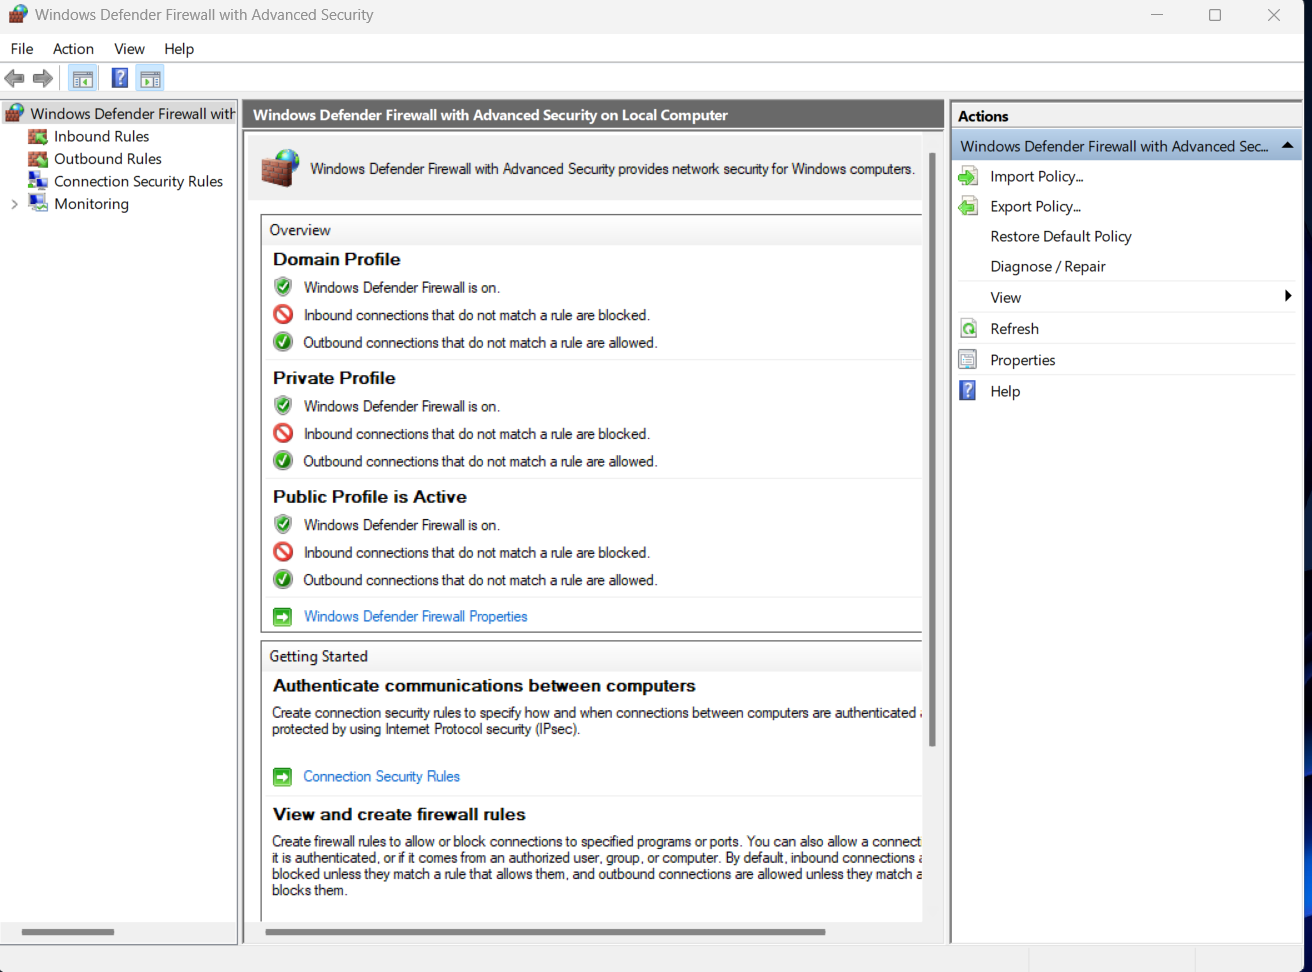 Windows Defender Firewall with Advanced Security
File Action View Help
Windows Defender Firewall with
Inbound Rules
Outbound Rules
Connection Security Rules
Monitoring
Windows Defender Firewall with Advanced Security on Local Computer
Windows Defender Firewall with Advanced Security provides network security for Windows computers.
Overview
Domain Profile
Windows Defender Firewall is on.
Inbound connections that do not match a rule are blocked.
Outbound connections that do not match a rule are allowed.
Private Profile
Windows Defender Firewall is on.
Inbound connections that do not match a rule are blocked.
Outbound connections that do not match a rule are allowed.
Public Profile is Active
Windows Defender Firewall is on.
Inbound connections that do not match a rule are blocked.
Outbound connections that do not match a rule are allowed.
Windows Defender Firewall Properties
Getting Started
Authenticate communications between computers
Create connection security rules to specify how and when connections between computers are authenticated
protected by using Internet Protocol security (IPsec).
Connection Security Rules
View and create firewall rules
Create firewall rules to allow or block connections to specified programs or ports. You can also allow a connect
it is authenticated, or if it comes from an authorized user, group, or computer. By default, inbound connections
blocked unless they match a rule that allows them, and outbound connections are allowed unless they match a
blocks them.
Actions
Windows Defender Firewall with Advanced Sec...
Import Policy...
Export Policy...
Restore Default Policy
Diagnose / Repair
View
Refresh
Properties
Help